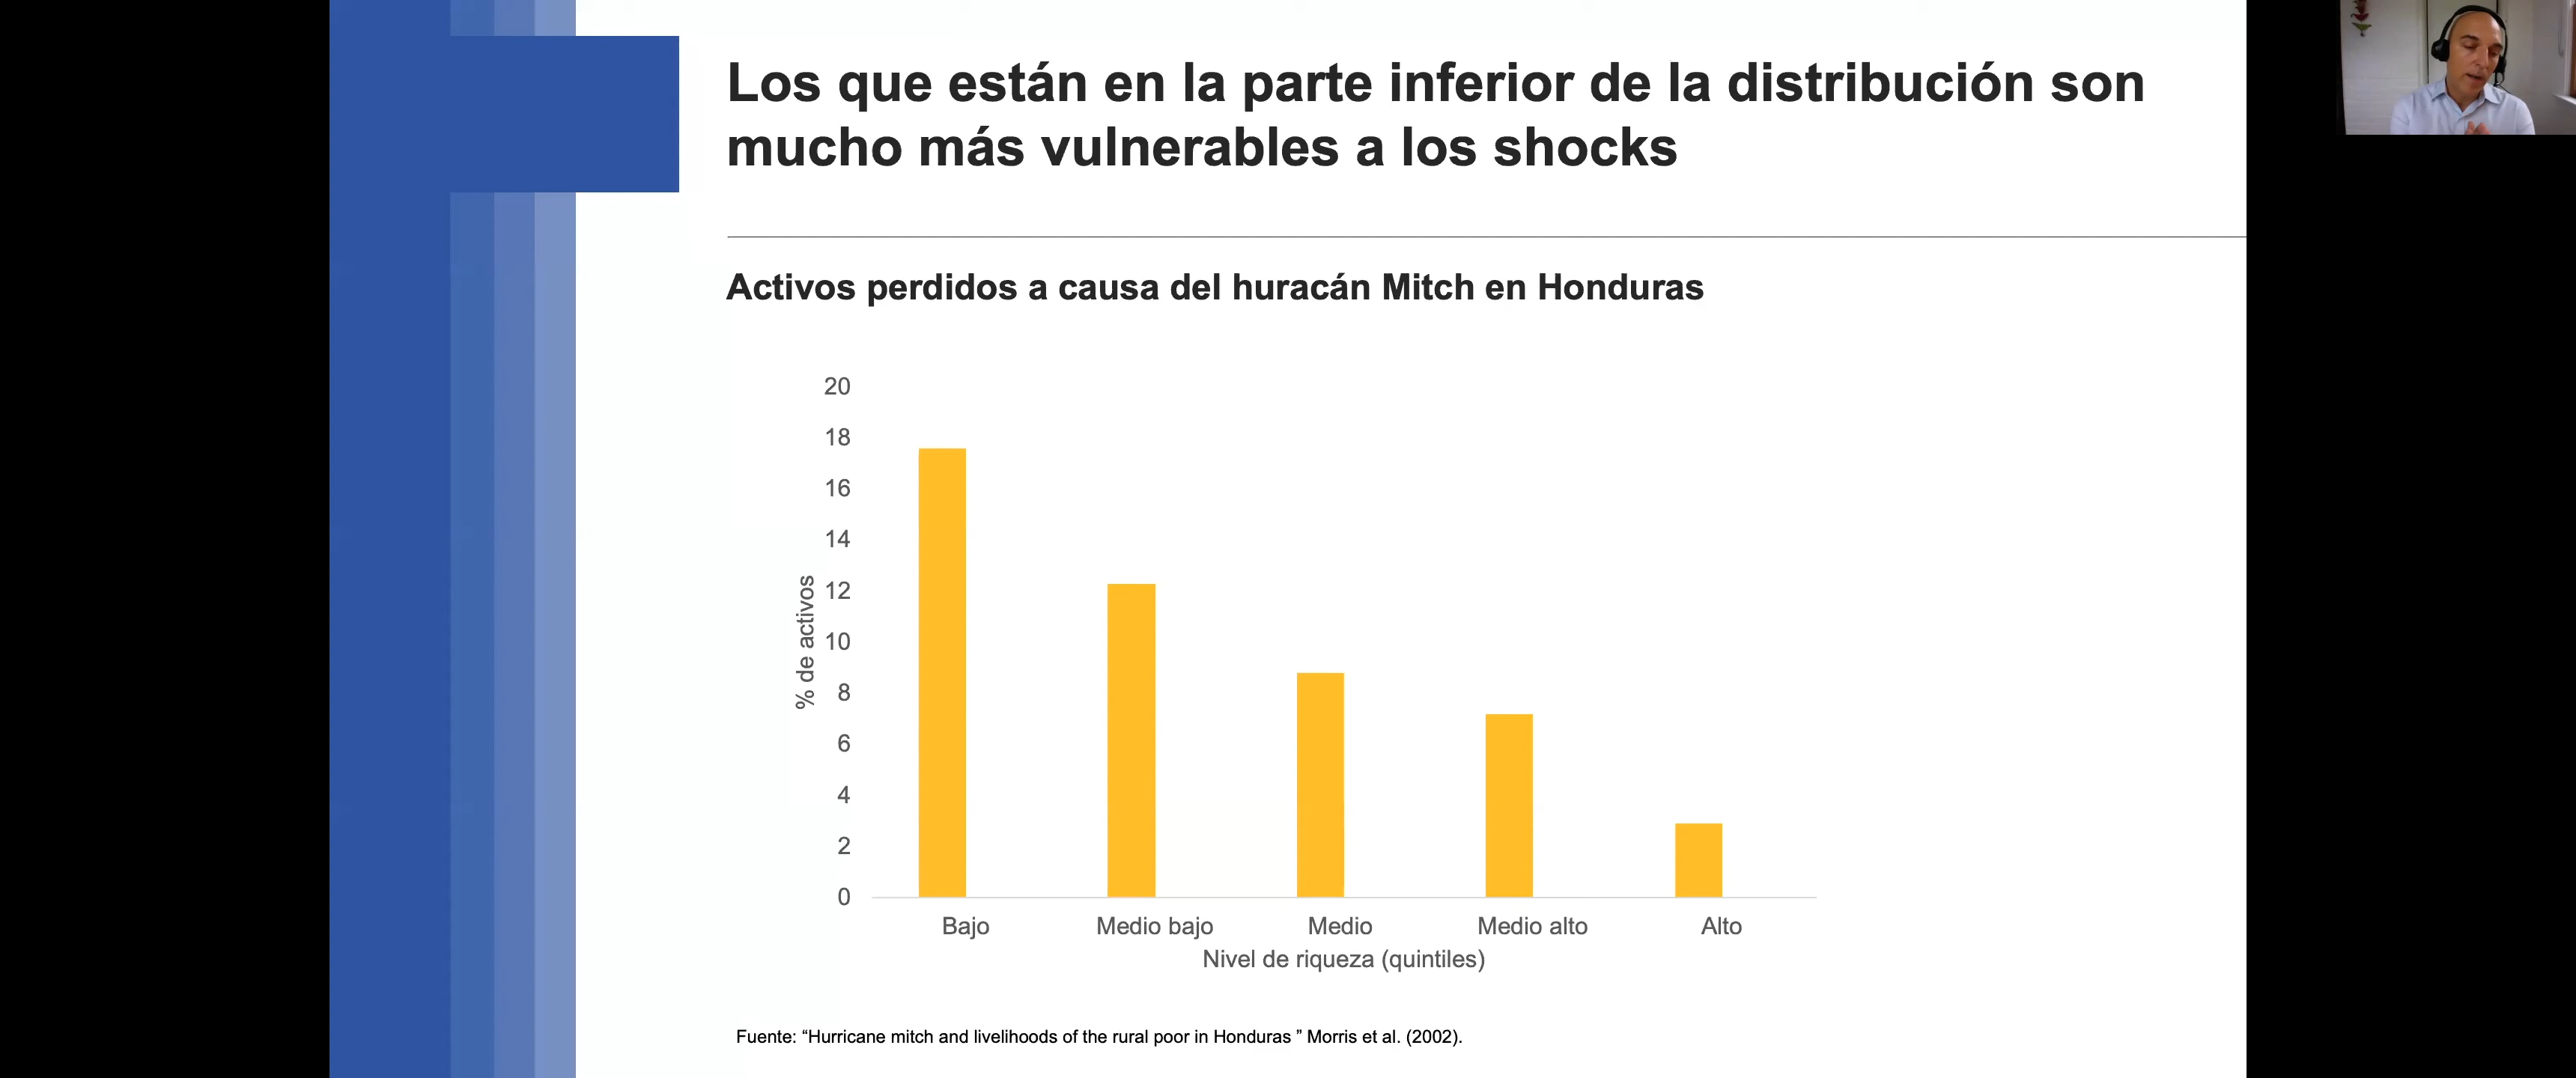 Los que están en la parte inferior de la distribución son
mucho más vulnerables a los shocks
Activos perdidos a causa del huracán Mitch en Honduras
20
18
16
14
12
10
8
6
4
2
0
% de activos
Bajo
Medio bajo
Medio
Medio alto
Alto
Nivel de riqueza (quintiles)
Fuente: “Hurricane mitch and livelihoods of the rural poor in Honduras ” Morris et al. (2002).